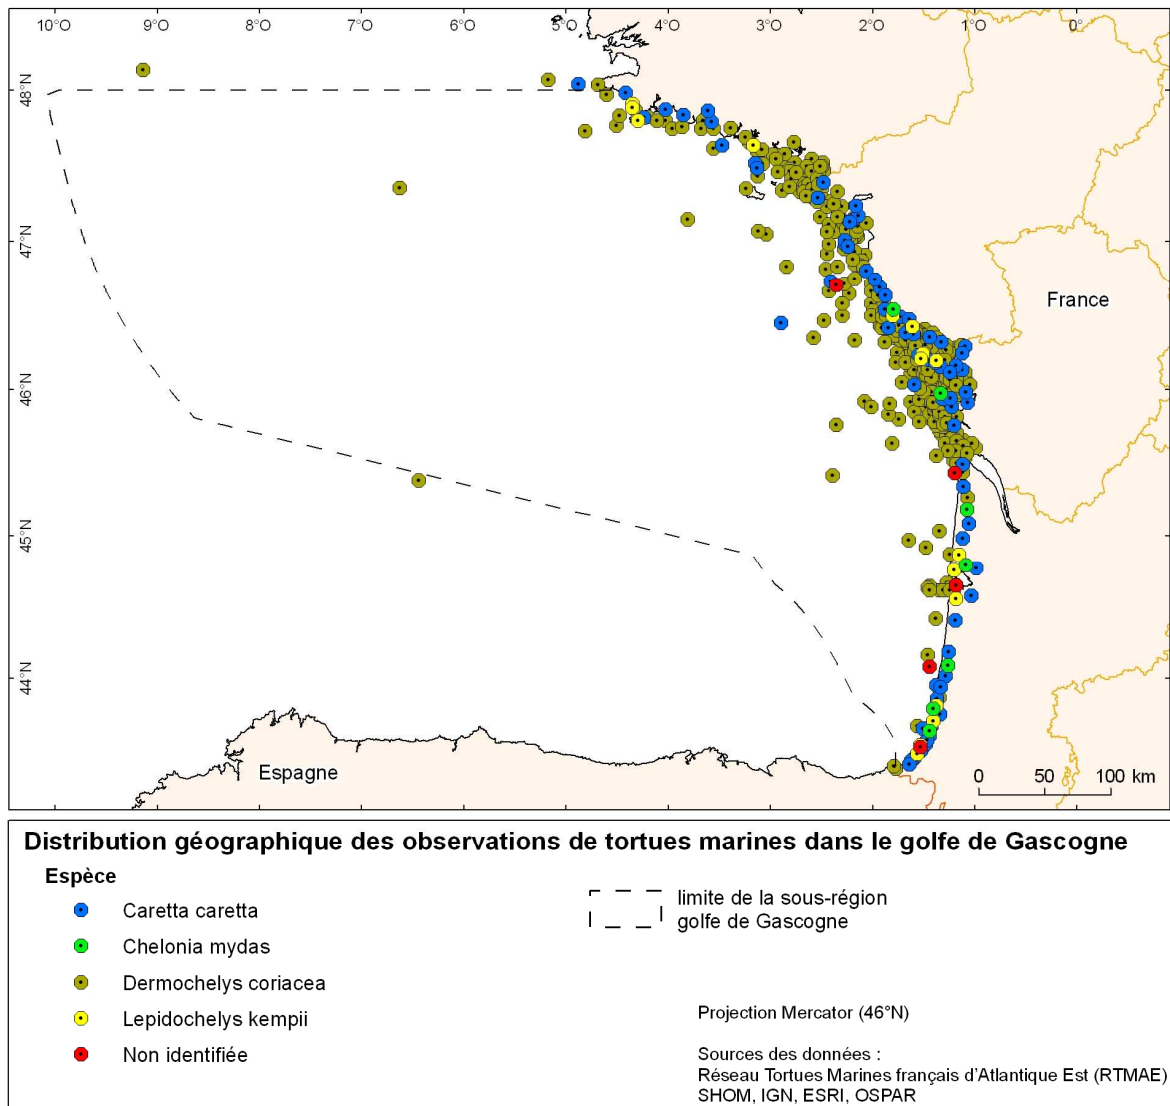 10°O 9°O 8°O 7°O 6°O 5°O 4°O 3°O 2°O 1°O 0°
48°N
47°N
France
46°N
45°N
44°N
Espagne
0 50 100 km
Distribution géographique des observations de tortues marines dans le golfe de Gascogne
Espèce
Caretta caretta
Chelonia mydas
Dermochelys coriacea
Lepidochelys kempii
Non identifiée
limite de la sous-région
golfe de Gascogne
Projection Mercator (46°N)
Sources des données :
Réseau Tortues Marines français d'Atlantique Est (RTMAE)
SHOM, IGN, ESRI, OSPAR